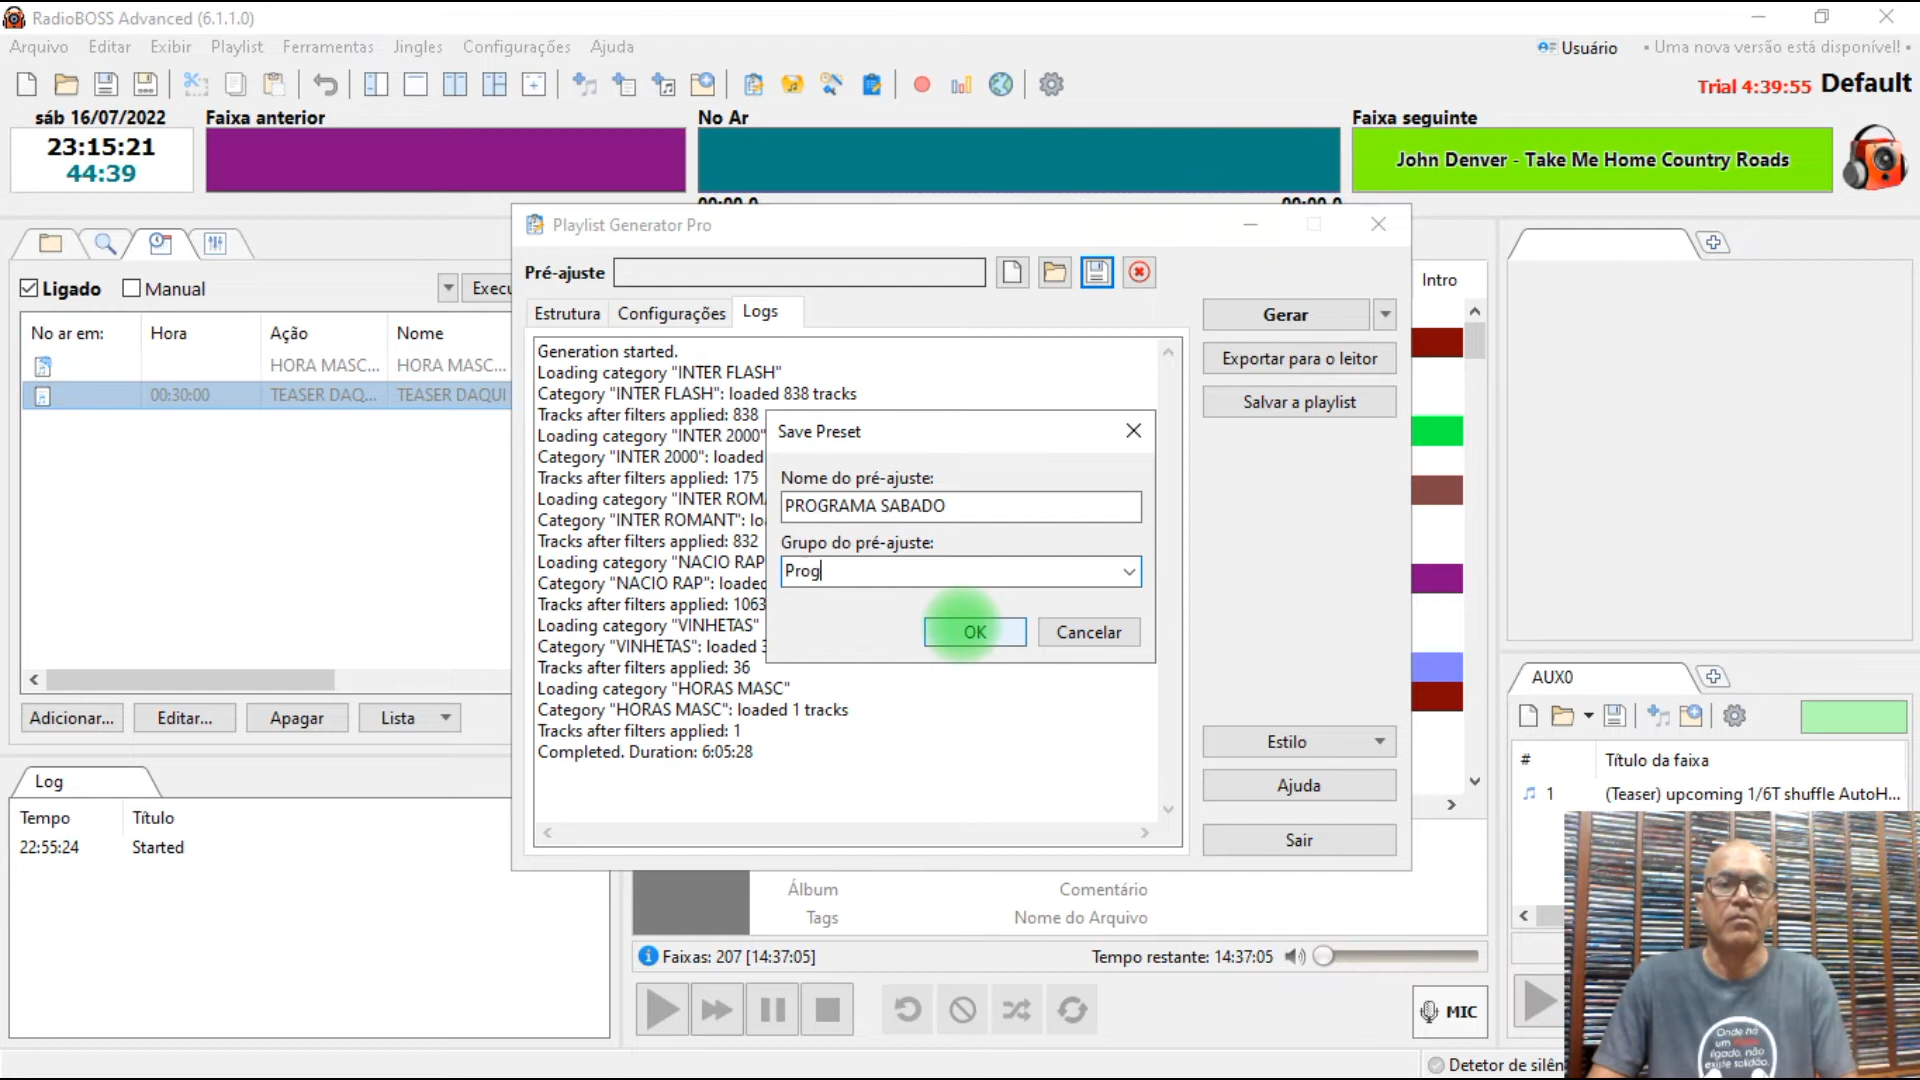 RadioBOSS Advanced (6.1.1.0)
Arquivo Editar Exibir Playlist Ferramentas Jingles Configurações Ajuda
Usuário
Uma nova versão está disponível!
Trial 4:39:55 Default
sáb 16/07/2022
23:15:21
44:39
Faixa anterior
No Ar
Faixa seguinte
John Denver - Take Me Home Country Roads
Ligado Manual
No ar em: Hora Ação Nome
HORA MASC... HORA MASC...
00:30:00 TEASER DAQ... TEASER DAQUI
Adicionar... Editar... Apagar Lista
Log
Tempo Título
22:55:24 Started
Playlist Generator Pro
Pré-ajuste
Estrutura Configurações Logs
Generation started.
Loading category "INTER FLASH"
Category "INTER FLASH": loaded 838 tracks
Tracks after filters applied: 838
Loading category "INTER 2000"
Category "INTER 2000": loaded
Tracks after filters applied: 175
Loading category "INTER
Category "INTER ROMANT":
Tracks after filters applied: 832
Loading category "NACIO RAP
Category "NACIO RAP": loaded
Tracks after filters applied: 1063
Loading category "VINHETAS"
Category "VINHETAS": loaded 3
Tracks after filters applied: 36
Loading category "HORAS MASC"
Category "HORAS MASC": loaded 1 tracks
Tracks after filters applied: 1
Completed. Duration: 6:05:28
Save Preset
Nome do pré-ajuste:
PROGRAMA SABADO
Grupo do pré-ajuste:
Prog
OK Cancelar
Gerar
Exportar para o leitor
Salvar a playlist
Estilo
Ajuda
Sair
Intro
Álbum Comentário
Tags Nome do Arquivo
Faixas: 207 [14:37:05] Tempo restante: 14:37:05
MIC
AUX0
# Título da faixa
1 (Teaser) upcoming 1/6T shuffle AutoH...
Onde há
um
ligado, não
existe solidão.
Detetor de